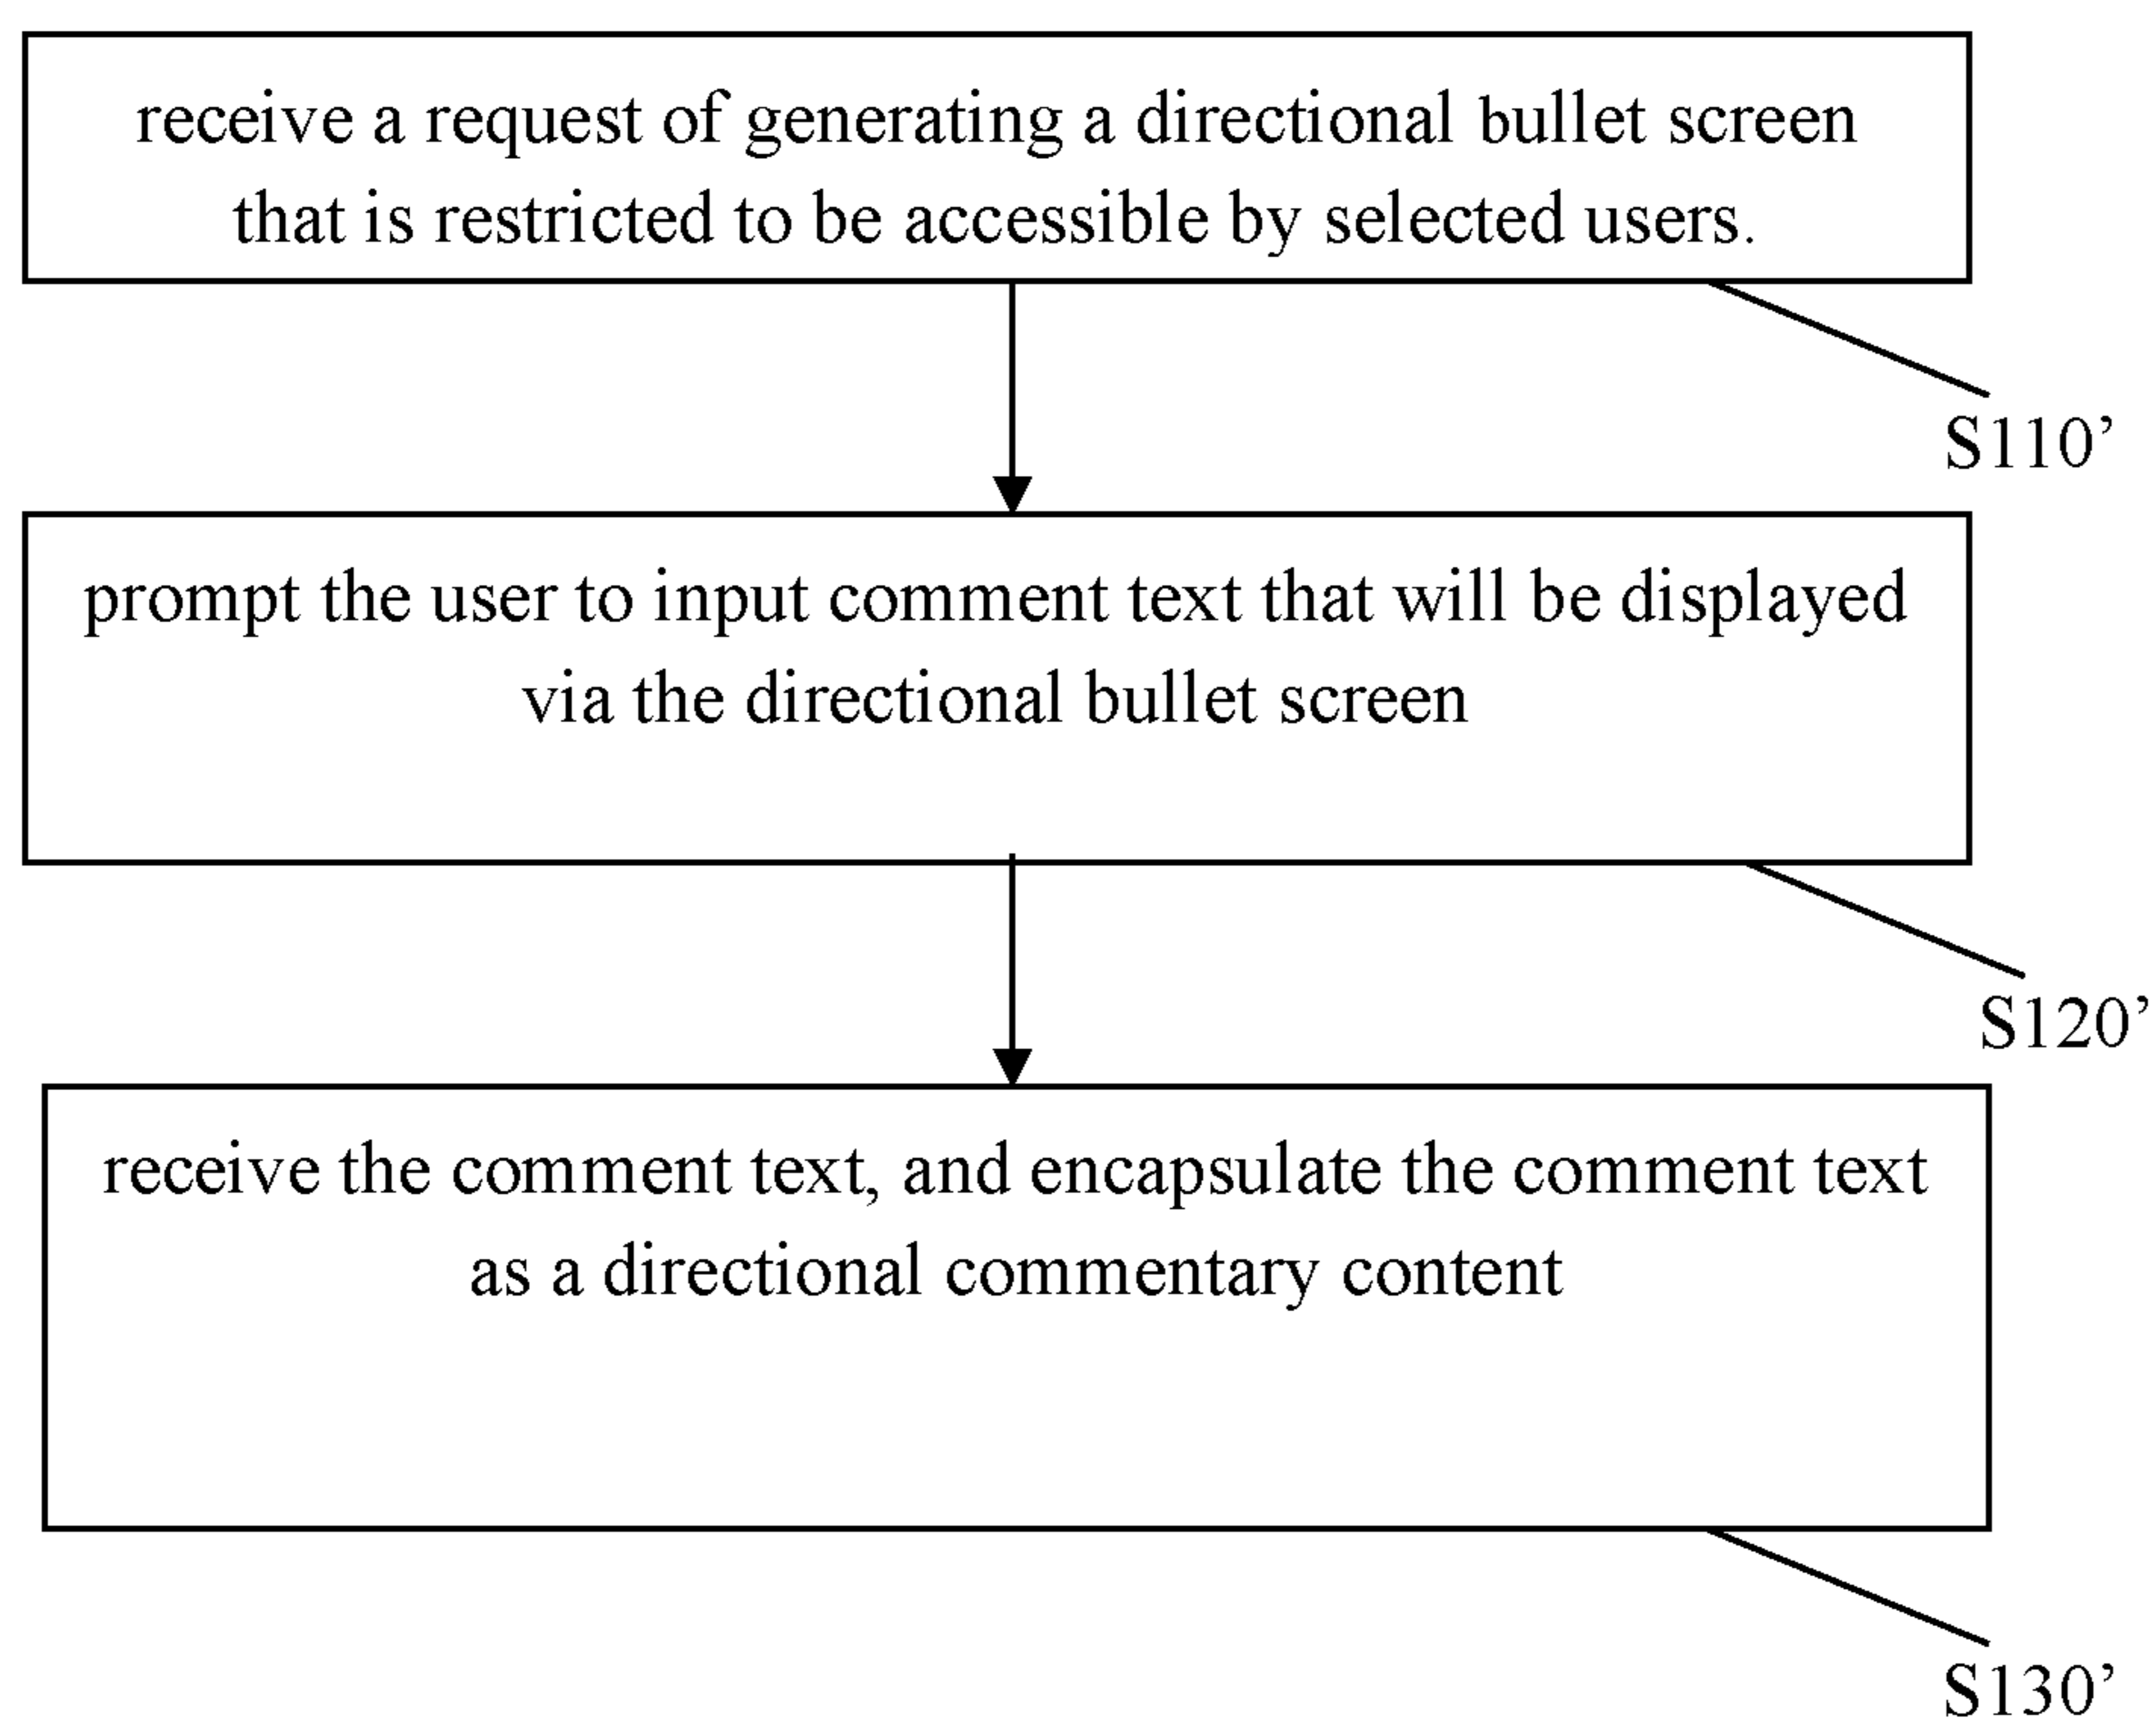 receive a request of generating a directional bullet screen
that is restricted to be accessible by selected users.
S110’
prompt the user to input comment text that will be displayed
via the directional bullet screen
S120’
receive the comment text, and encapsulate the comment text
as a directional commentary content
S130’